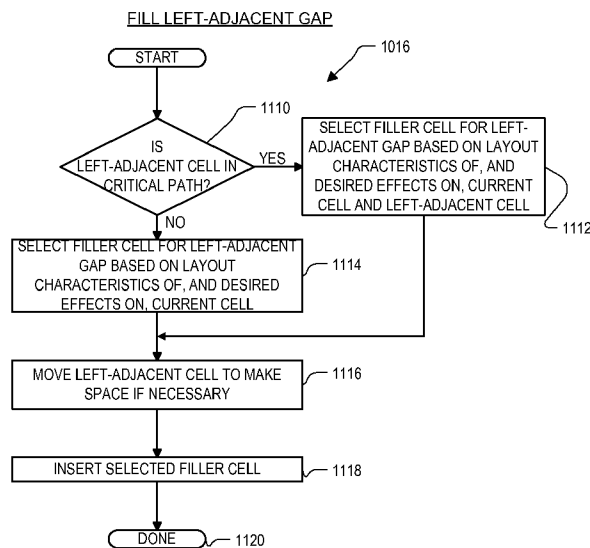 FILL LEFT-ADJACENT GAP
START
1016
1110
IS
LEFT-ADJACENT CELL IN
CRITICAL PATH?
YES
SELECT FILLER CELL FOR LEFT-
ADJACENT GAP BASED ON LAYOUT
CHARACTERISTICS OF, AND
DESIRED EFFECTS ON, CURRENT
CELL AND LEFT-ADJACENT CELL
1112
NO
SELECT FILLER CELL FOR LEFT-ADJACENT
GAP BASED ON LAYOUT
CHARACTERISTICS OF, AND DESIRED
EFFECTS ON, CURRENT CELL
1114
MOVE LEFT-ADJACENT CELL TO MAKE
SPACE IF NECESSARY
1116
INSERT SELECTED FILLER CELL
1118
DONE
1120